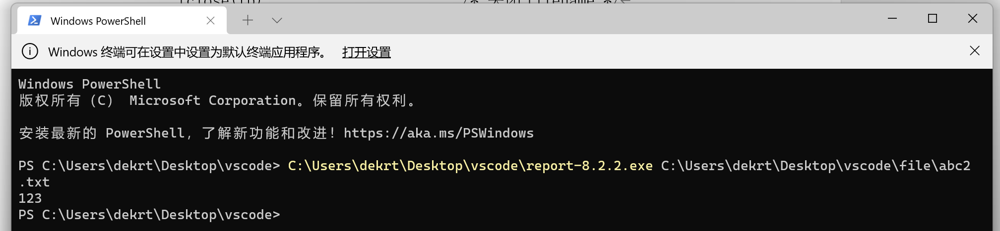 Windows PowerShell
Windows 终端可在设置中设置为默认终端应用程序。 打开设置
Windows PowerShell
版权所有（C） Microsoft Corporation。保留所有权利。
安装最新的 PowerShell，了解新功能和改进！https://aka.ms/PSWindows
PS C:\Users\dekrt\Desktop\vscode> C:\Users\dekrt\Desktop\vscode\report-8.2.2.exe C:\Users\dekrt\Desktop\vscode\file\abc2
.txt
123
PS C:\Users\dekrt\Desktop\vscode>